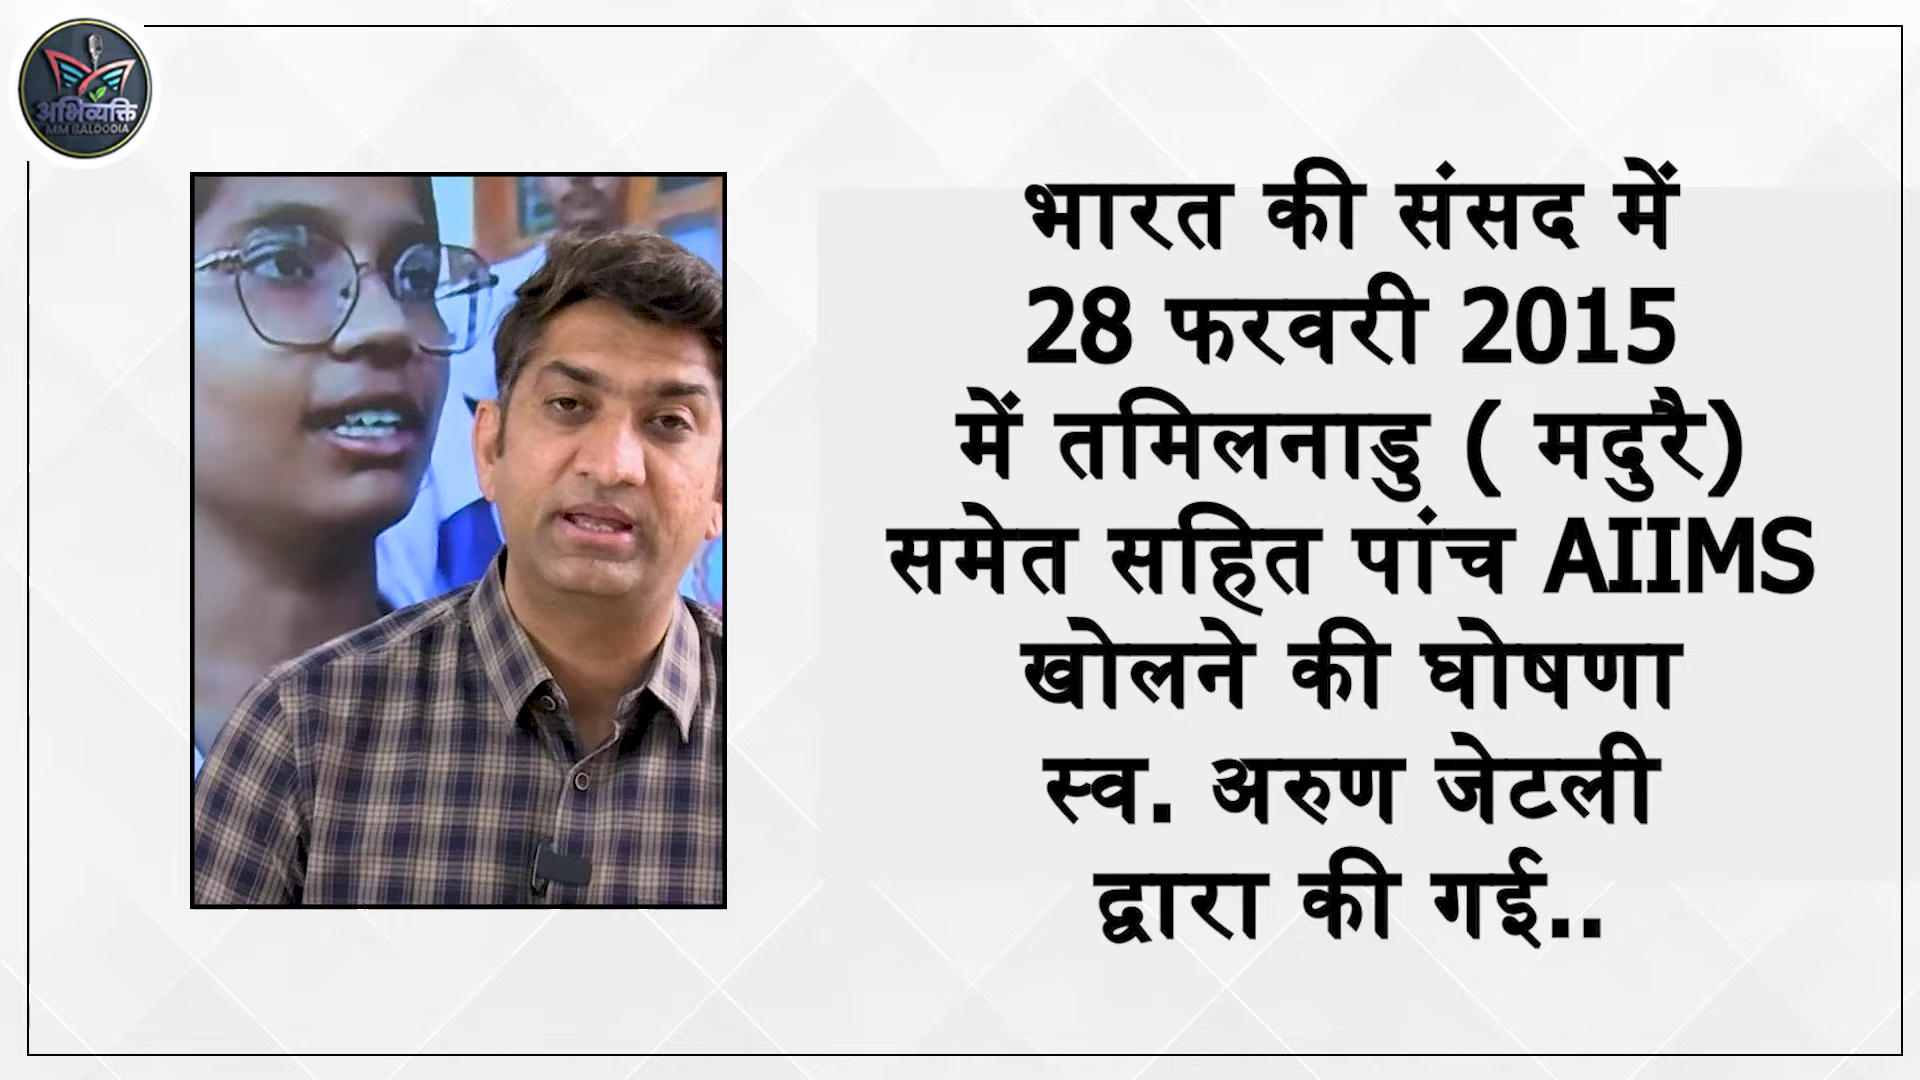 अभिव्यक्ति
MM BALDODIA
भारत की संसद में
28 फरवरी 2015
में तमिलनाडु ( मदुरै)
समेत सहित पांच AIIMS
खोलने की घोषणा
स्व. अरुण जेटली
द्वारा की गई..